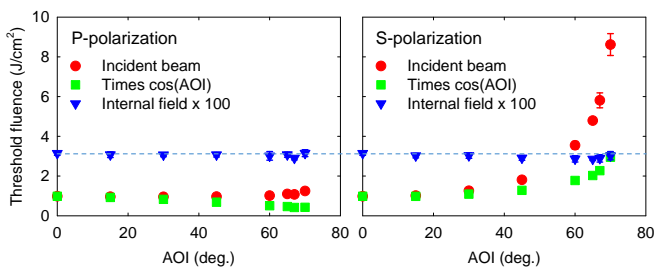 10
8
6
4
2
0
Threshold fluence (J/cm²)
P-polarization
Incident beam
Times cos(AOI)
Internal field x 100
0 20 40 60 80
AOI (deg.)
S-polarization
Incident beam
Times cos(AOI)
Internal field x 100
0 20 40 60 80
AOI (deg.)